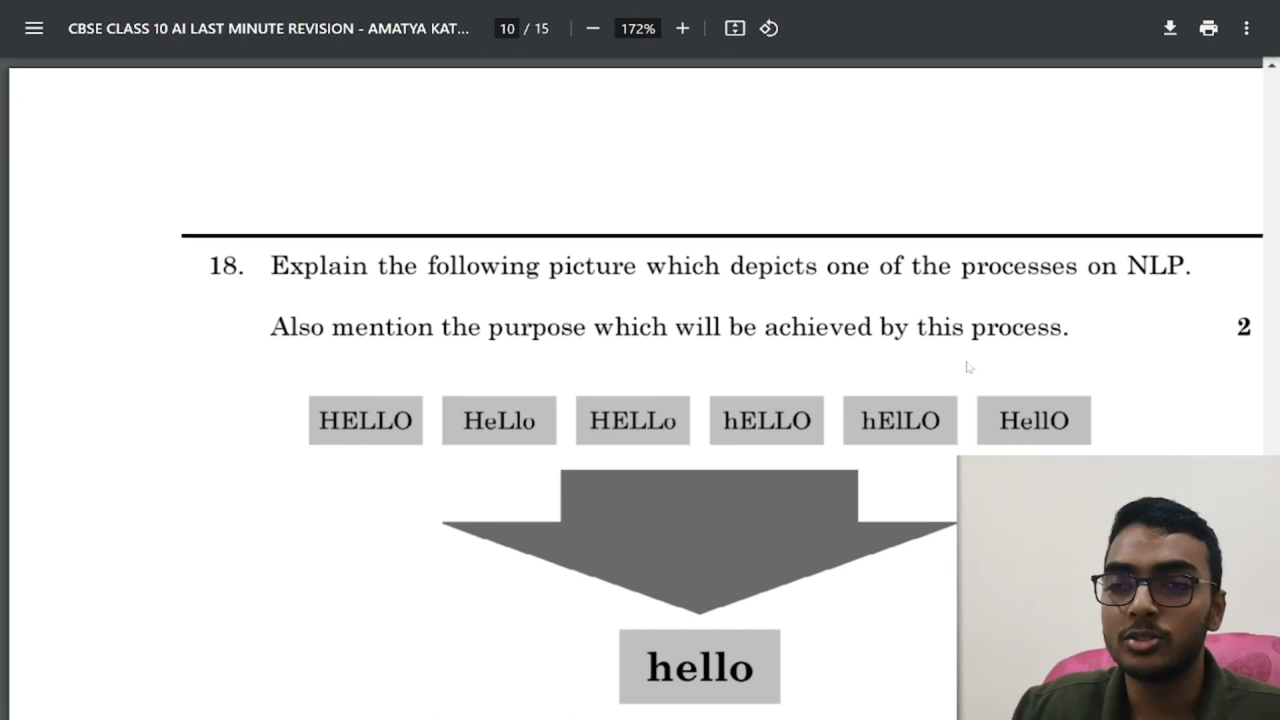 CBSE CLASS 10 AI LAST MINUTE REVISION - AMATYA KAT... 10 / 15 172%
18. Explain the following picture which depicts one of the processes on NLP.
Also mention the purpose which will be achieved by this process. 2
HELLO HeLlo HELLo hELLO hElLO HellO
hello